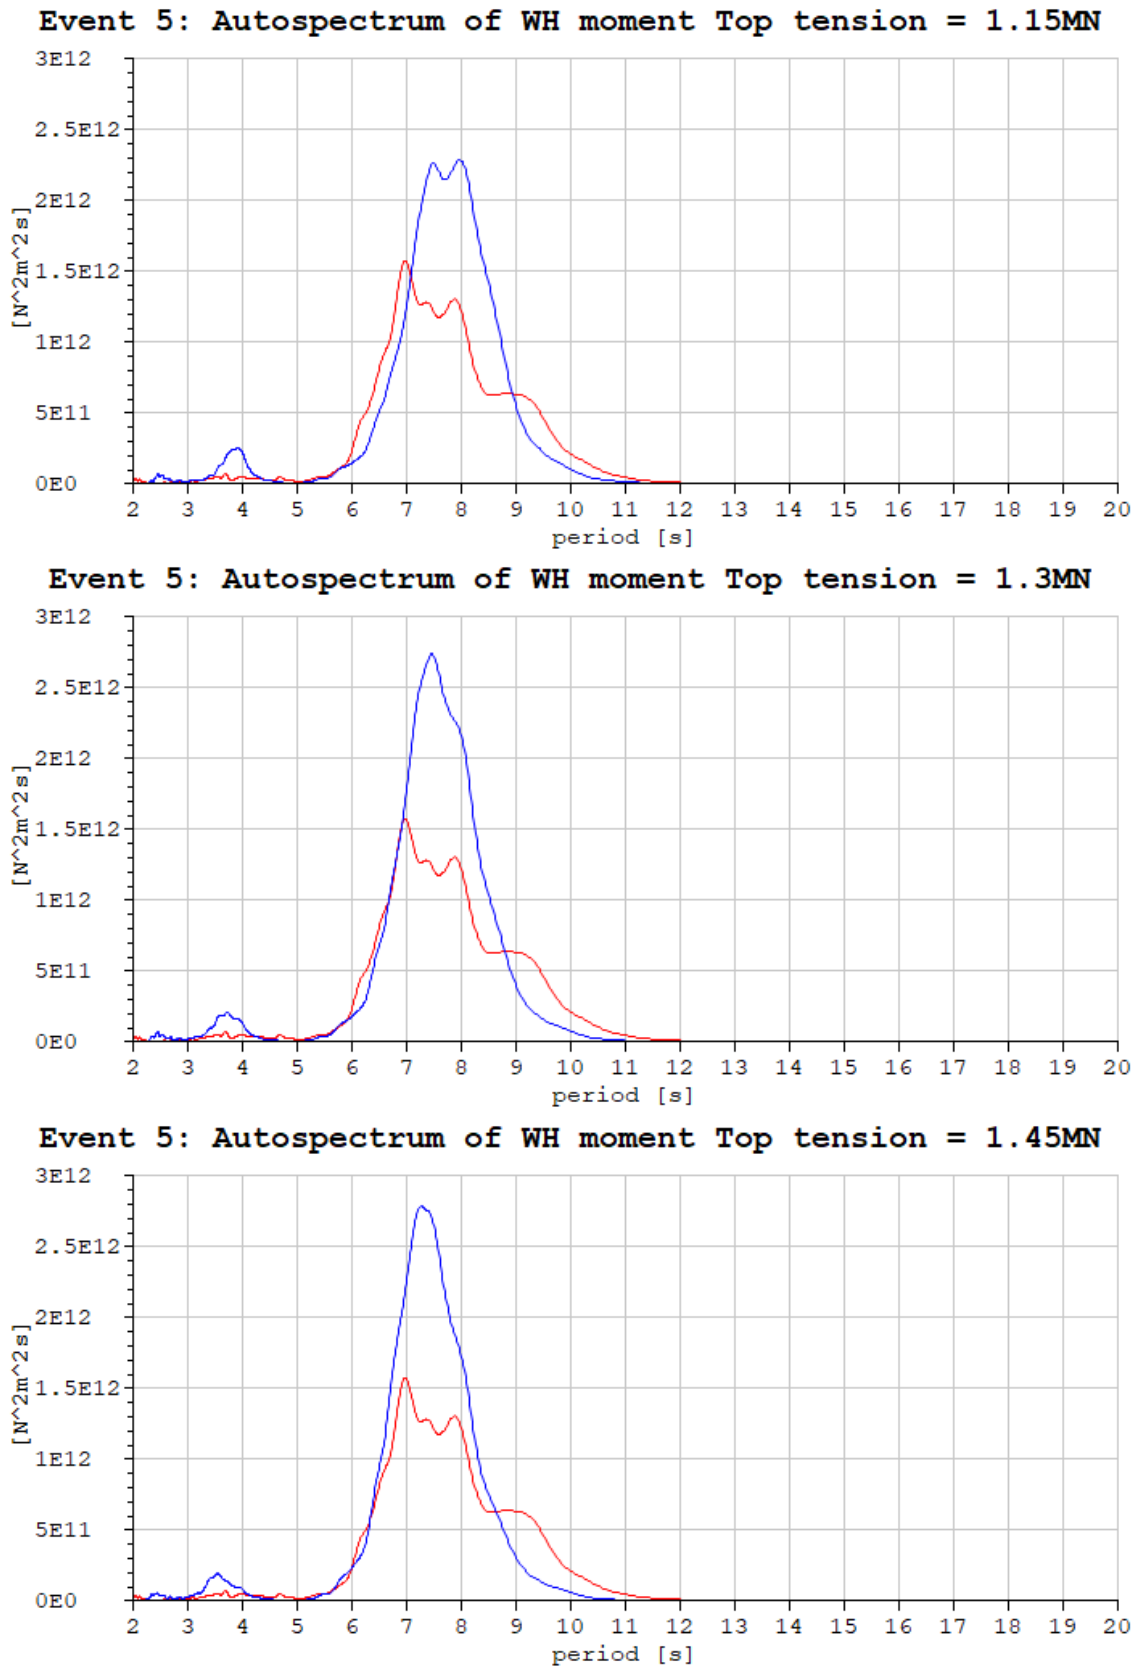 Event 5: Autospectrum of WH moment Top tension = 1.15MN
3E12
2.5E12
2E12
1.5E12
1E12
5E11
0E0
[N^2m^2s]
2 3 4 5 6 7 8 9 10 11 12 13 14 15 16 17 18 19 20
period [s]
Event 5: Autospectrum of WH moment Top tension = 1.3MN
3E12
2.5E12
2E12
1.5E12
1E12
5E11
0E0
[N^2m^2s]
2 3 4 5 6 7 8 9 10 11 12 13 14 15 16 17 18 19 20
period [s]
Event 5: Autospectrum of WH moment Top tension = 1.45MN
3E12
2.5E12
2E12
1.5E12
1E12
5E11
0E0
[N^2m^2s]
2 3 4 5 6 7 8 9 10 11 12 13 14 15 16 17 18 19 20
period [s]